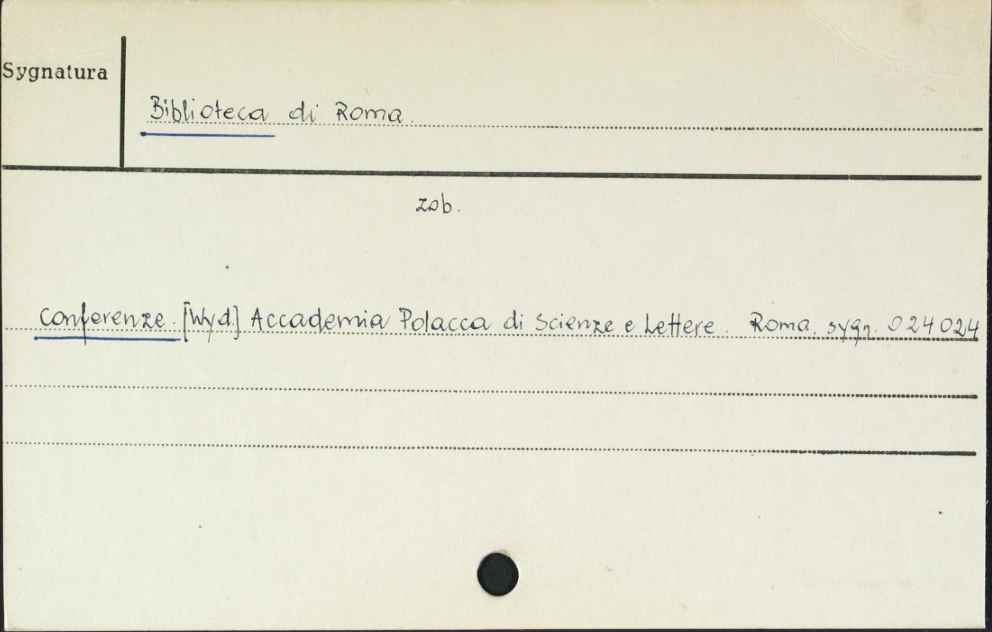 Sygnatura
Biblioteca di Roma.
zob.
Conferenze. [Wyd.] Accademia Polacca di Scienze e Lettere. Roma. sygn. 024024